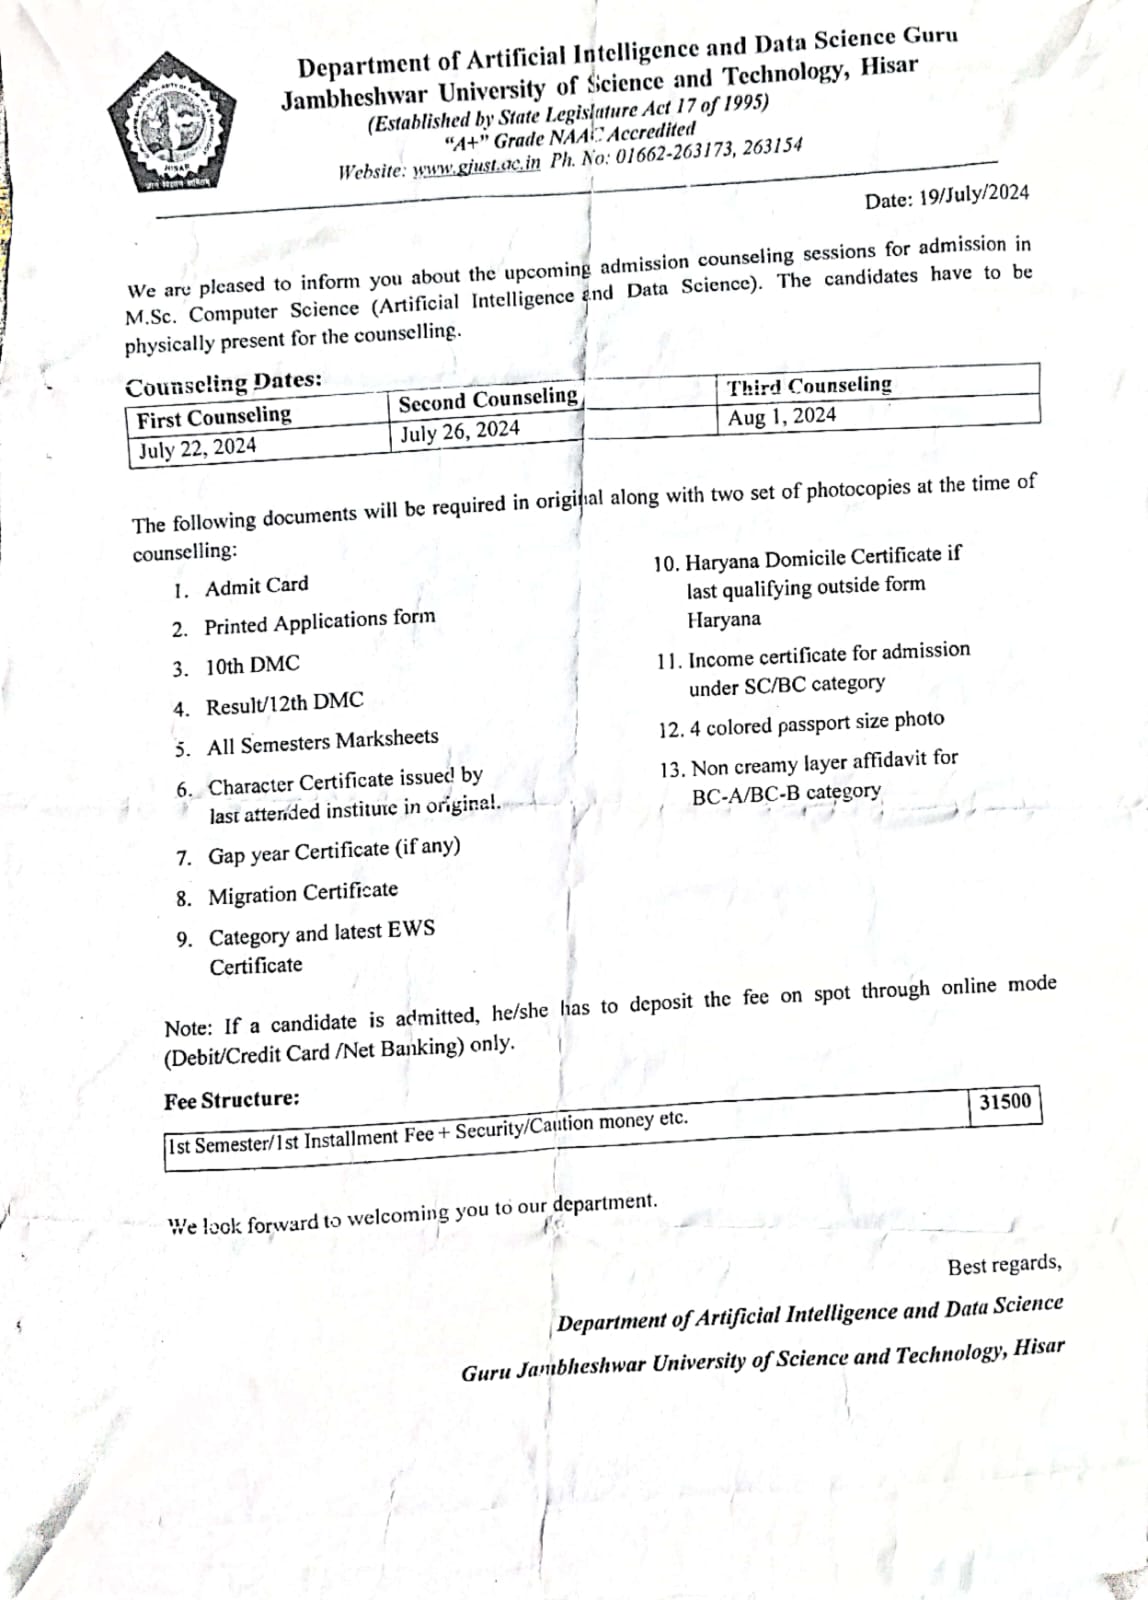 Department of Artificial Intelligence and Data Science Guru
Jambheshwar University of Science and Technology, Hisar
(Established by State Legislature Act 17 of 1995)
“A+” Grade NAAC Accredited
Website: www.gjust.ac.in Ph. No: 01662-263173, 263154
HISAR
Date: 19/July/2024
We are pleased to inform you about the upcoming admission counseling sessions for admission in
M.Sc. Computer Science (Artificial Intelligence and Data Science). The candidates have to be
physically present for the counselling.
Counseling Dates:
First Counseling Second Counseling Third Counseling
July 22, 2024 July 26, 2024 Aug 1, 2024
The following documents will be required in original along with two set of photocopies at the time of
counselling:
1. Admit Card
2. Printed Applications form
3. 10th DMC
4. Result/12th DMC
5. All Semesters Marksheets
6. Character Certificate issued by
last attended institute in original.
7. Gap year Certificate (if any)
8. Migration Certificate
9. Category and latest EWS
Certificate
10. Haryana Domicile Certificate if
last qualifying outside form
Haryana
11. Income certificate for admission
under SC/BC category
12. 4 colored passport size photo
13. Non creamy layer affidavit for
BC-A/BC-B category
Note: If a candidate is admitted, he/she has to deposit the fee on spot through online mode
(Debit/Credit Card /Net Banking) only.
Fee Structure:
1st Semester/1st Installment Fee + Security/Caution money etc. 31500
We look forward to welcoming you to our department.
Best regards,
Department of Artificial Intelligence and Data Science
Guru Jambheshwar University of Science and Technology, Hisar